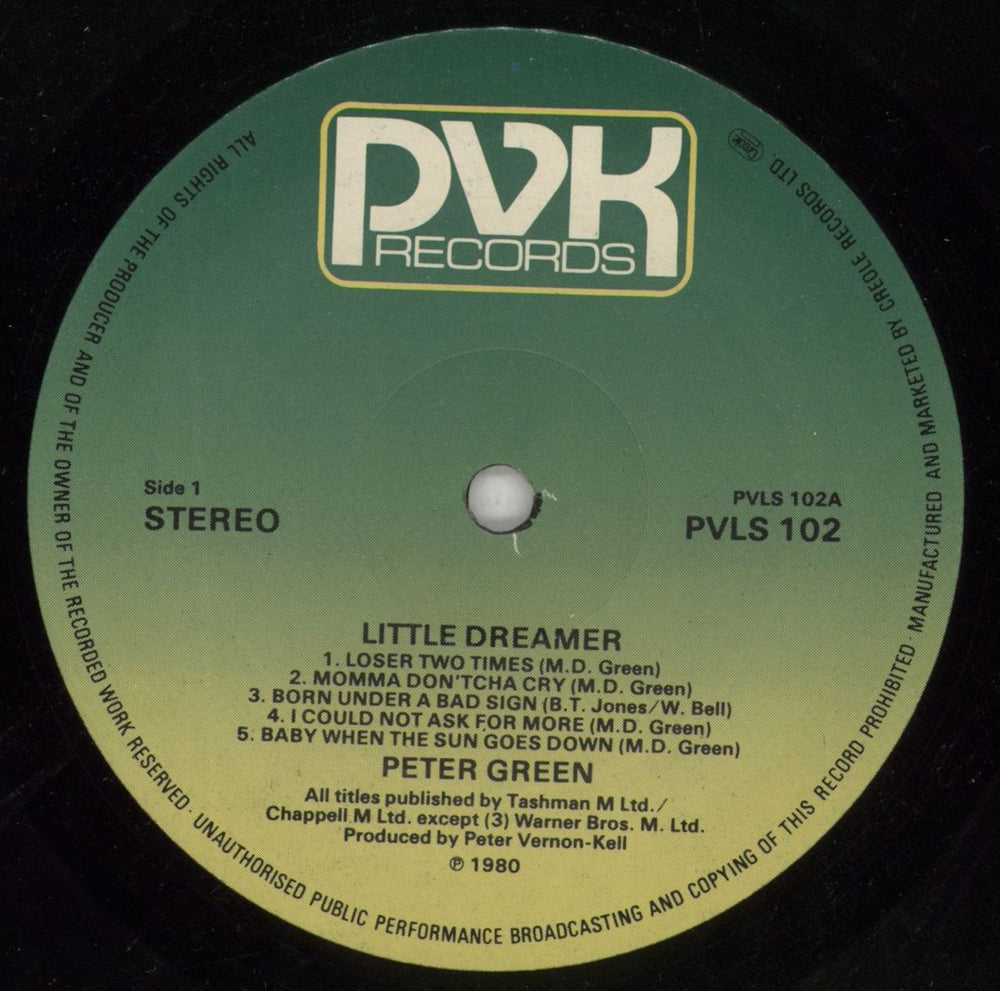 PVK
RECORDS
Side 1
STEREO
PVLS 102A
PVLS 102
LITTLE DREAMER
1. LOSER TWO TIMES (M.D. Green)
2. MOMMA DON'TCHA CRY (M.D. Green)
3. BORN UNDER A BAD SIGN (B.T. Jones/W. Bell)
4. I COULD NOT ASK FOR MORE (M.D. Green)
5. BABY WHEN THE SUN GOES DOWN (M.D. Green)
PETER GREEN
All titles published by Tashman M Ltd./
Chappell M Ltd. except (3) Warner Bros. M. Ltd.
Produced by Peter Vernon-Kell
℗ 1980
ALL RIGHTS OF THE PRODUCER AND OF THE OWNER OF THE RECORDED WORK RESERVED · UNAUTHORISED PUBLIC PERFORMANCE BROADCASTING AND COPYING OF THIS RECORD PROHIBITED · MANUFACTURED AND MARKETED BY CREOLE RECORDS LTD.